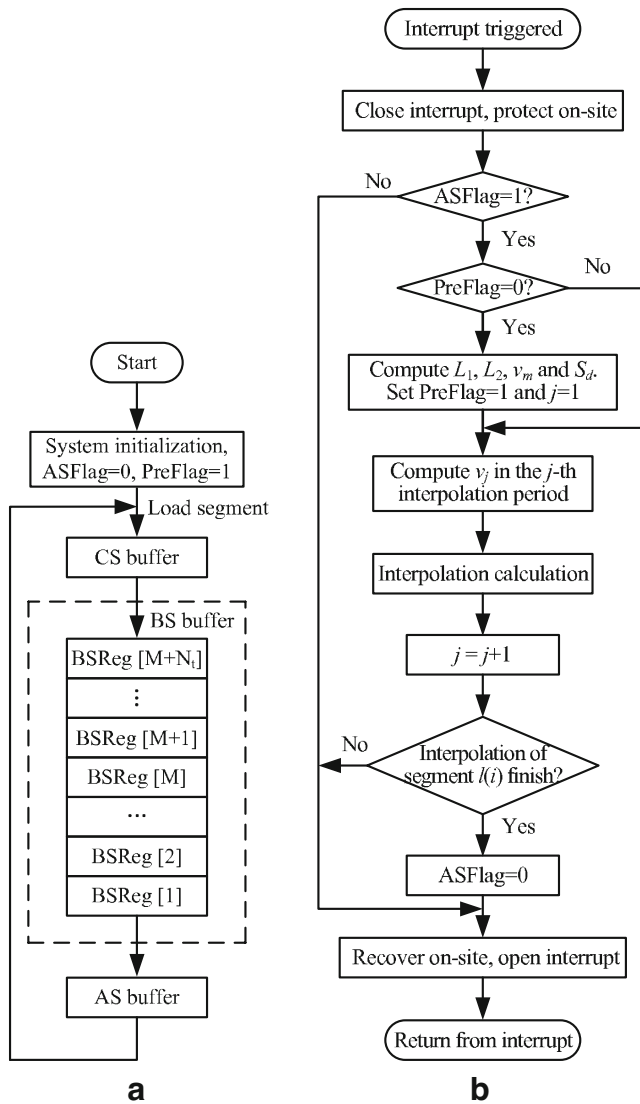 Start
System initialization,
ASFlag=0, PreFlag=1
Load segment
CS buffer
BS buffer
BSReg [M+Nₜ]
⋮
BSReg [M+1]
BSReg [M]
...
BSReg [2]
BSReg [1]
AS buffer
a
Interrupt triggered
Close interrupt, protect on-site
No
ASFlag=1?
Yes
No
PreFlag=0?
Yes
Compute L₁, L₂, vₘ and S_d.
Set PreFlag=1 and j=1
Compute vⱼ in the j-th
interpolation period
Interpolation calculation
j = j+1
No
Interpolation of
segment l(i) finish?
Yes
ASFlag=0
Recover on-site, open interrupt
Return from interrupt
b